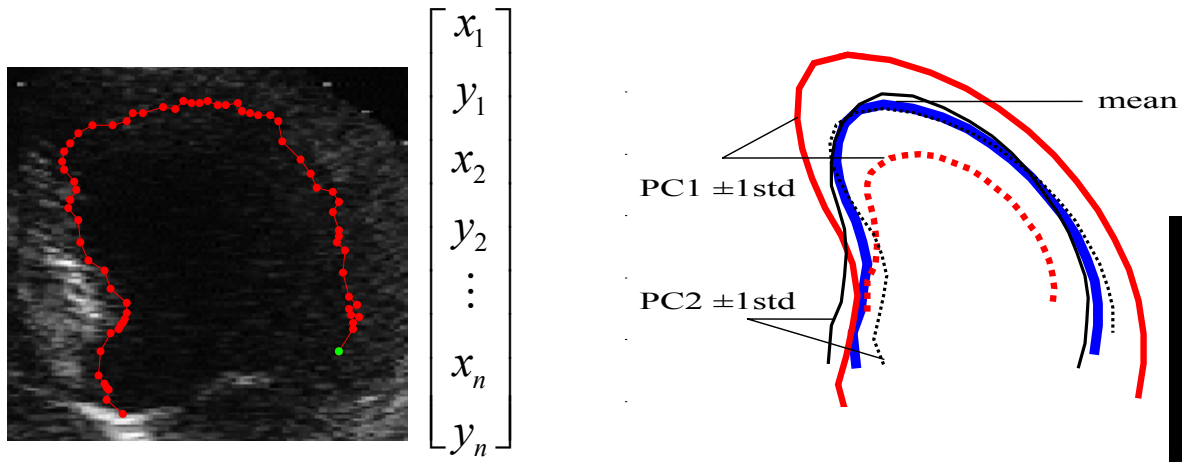 x₁
y₁
x₂
y₂
⋮
xₙ
yₙ
mean
PC1 ±1std
PC2 ±1std